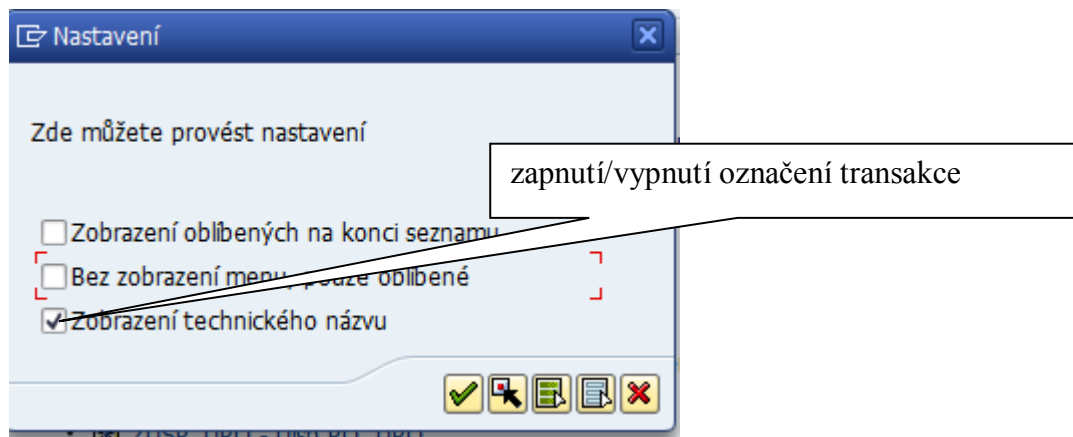 Nastavení
Zde můžete provést nastavení
zapnutí/vypnutí označení transakce
Zobrazení oblíbených na konci seznamu
Bez zobrazení menu, pouze oblíbené
Zobrazení technického názvu